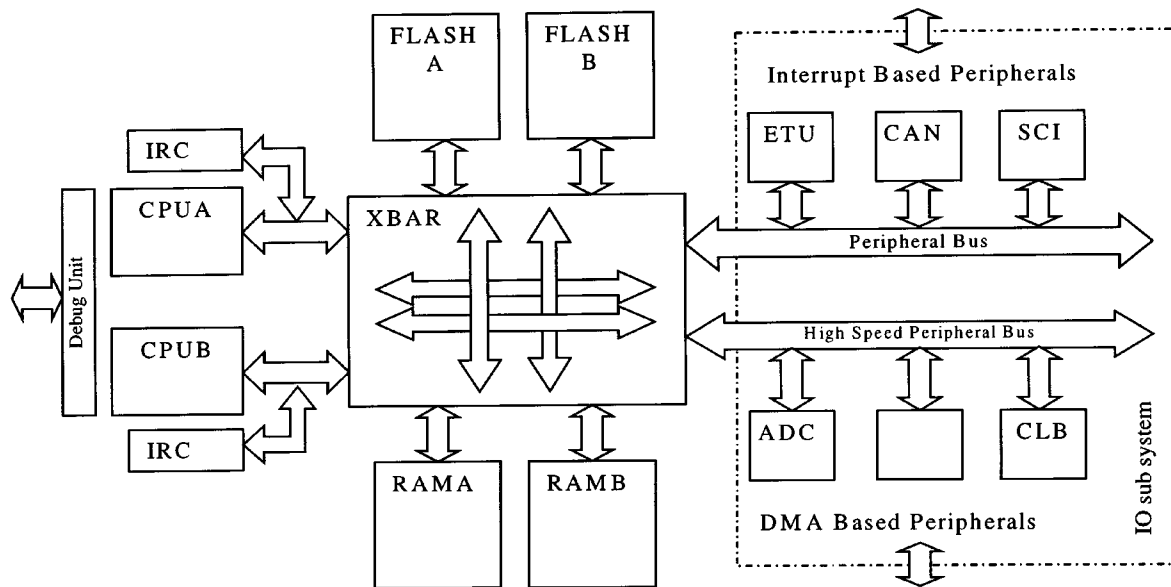 FLASH
A
FLASH
B
Interrupt Based Peripherals
ETU
CAN
SCI
IRC
CPUA
XBAR
Peripheral Bus
Debug Unit
High Speed Peripheral Bus
CPUB
IRC
ADC
CLB
RAMA
RAMB
DMA Based Peripherals
IO sub system